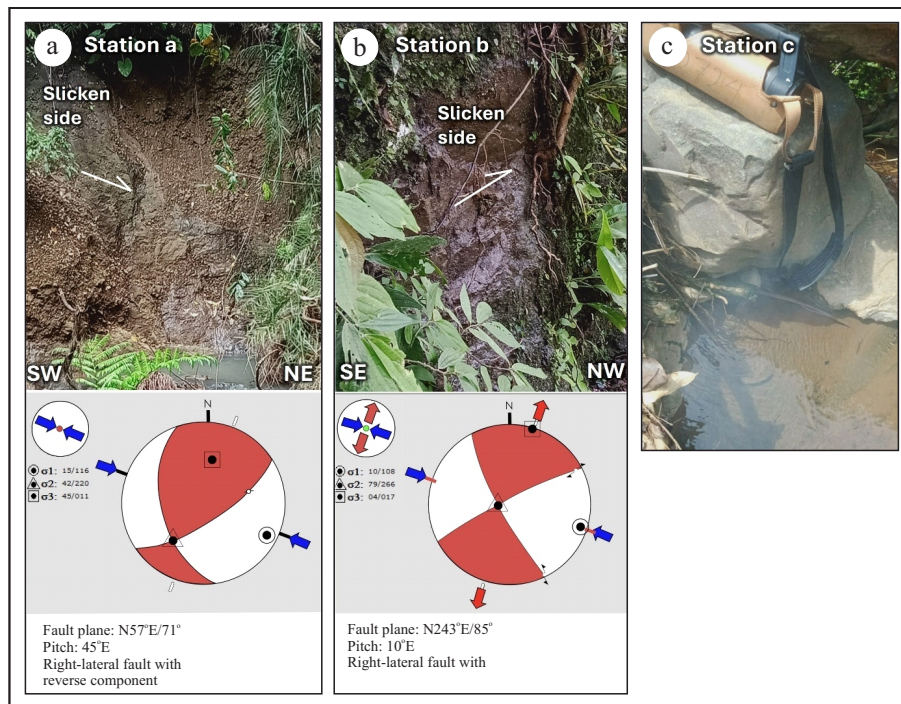 a Station a
Slicken
side
SW NE
N
σ1: 15/116
σ2: 42/220
σ3: 45/011
Fault plane: N57°E/71°
Pitch: 45°E
Right-lateral fault with
reverse component
b Station b
Slicken
side
SE NW
N
σ1: 10/108
σ2: 79/266
σ3: 04/017
Fault plane: N243°E/85°
Pitch: 10°E
Right-lateral fault with
c Station c